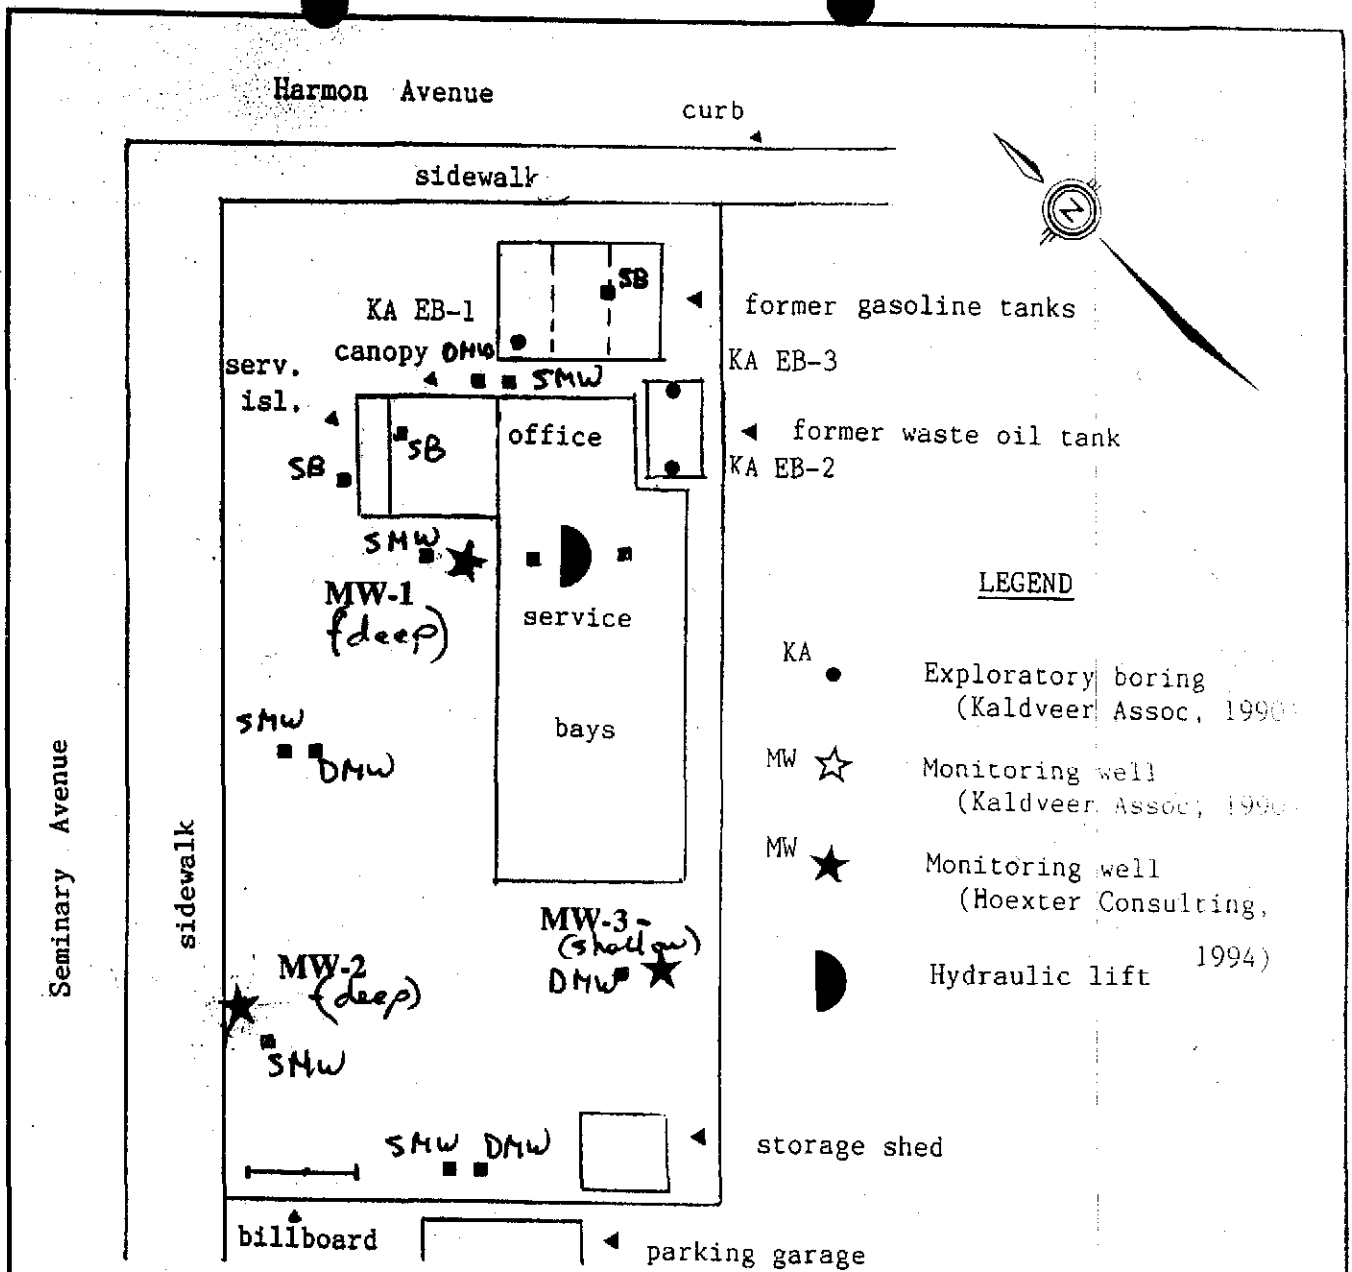 Harmon Avenue
curb
sidewalk
N
SB
former gasoline tanks
KA EB-1
canopy DMW
SMW
KA EB-3
serv.
isl.
office
former waste oil tank
SB
SB
KA EB-2
SMW
MW-1
(deep)
service
bays
SMW
DMW
Seminary Avenue
sidewalk
MW-2
(deep)
SMW
MW-3-
(shallow)
DMW
SMW DMW
storage shed
billboard
parking garage
LEGEND
KA
Exploratory boring
(Kaldveer Assoc, 1990
MW
Monitoring well
(Kaldveer Assoc, 1990
MW
Monitoring well
(Hoexter Consulting,
1994)
Hydraulic lift